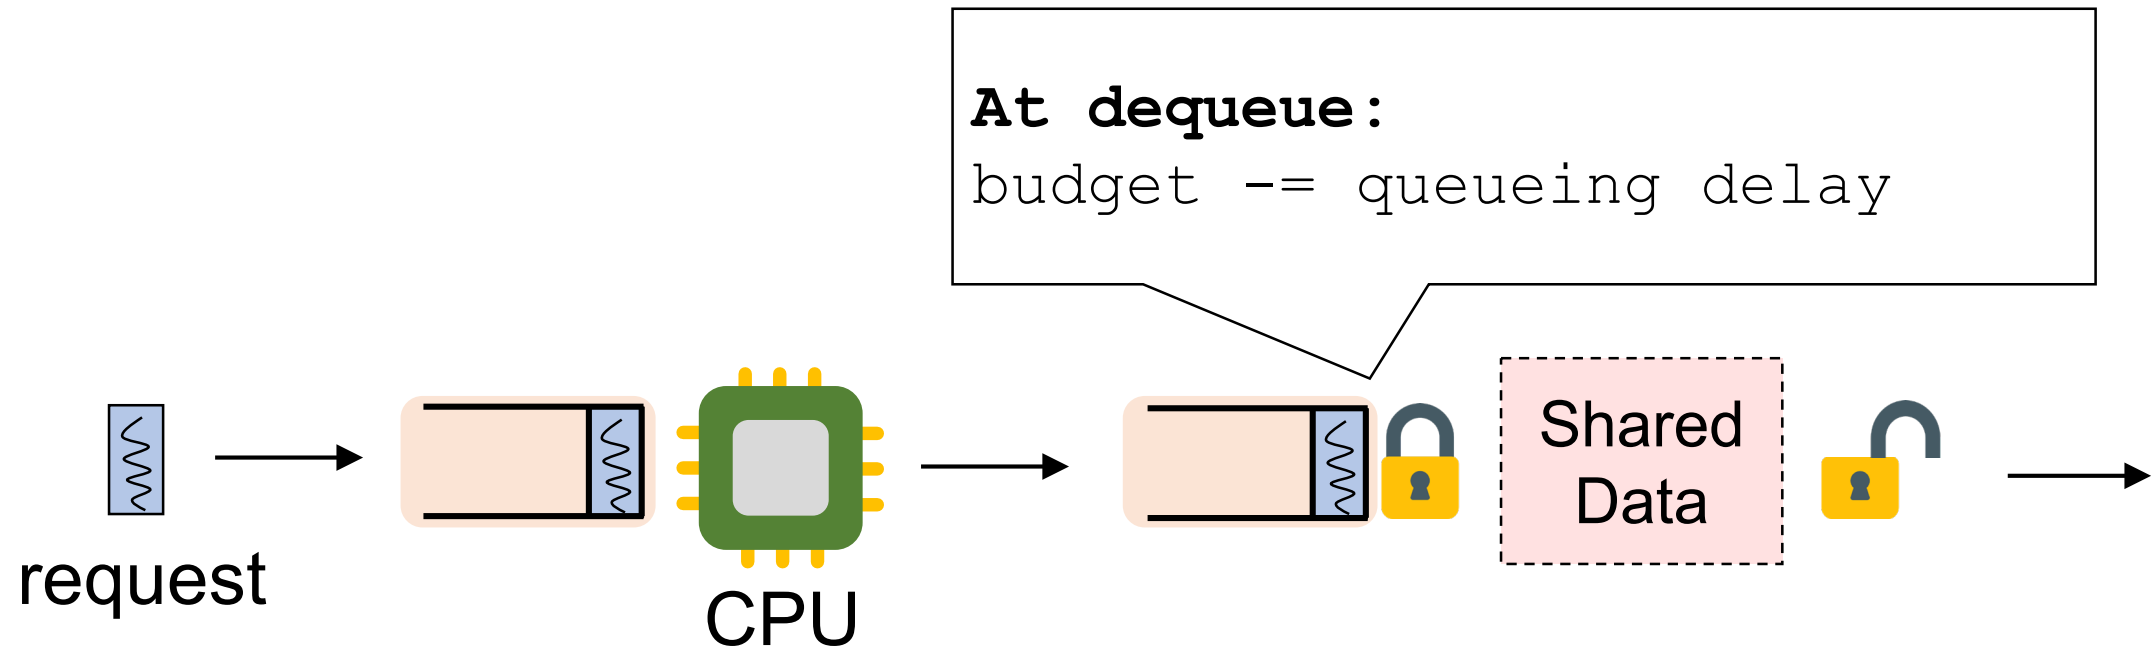 At dequeue:
budget -= queueing delay
request
CPU
Shared
Data